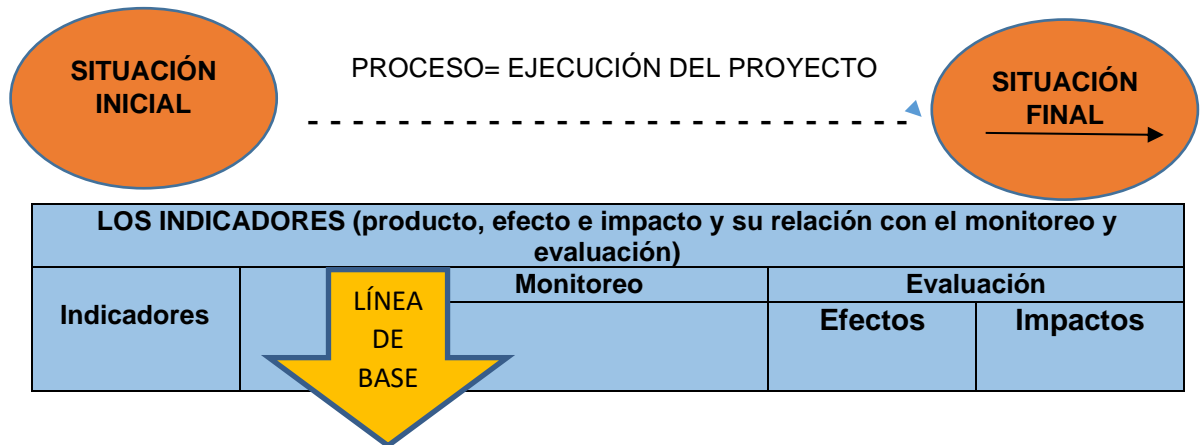 SITUACIÓN
INICIAL
PROCESO= EJECUCIÓN DEL PROYECTO
- - - - - - - - - - - - - - - - - - - - - - - - - - -
SITUACIÓN
FINAL
LOS INDICADORES (producto, efecto e impacto y su relación con el monitoreo y
evaluación)
Indicadores
LÍNEA
DE
BASE
Monitoreo
Evaluación
Efectos
Impactos